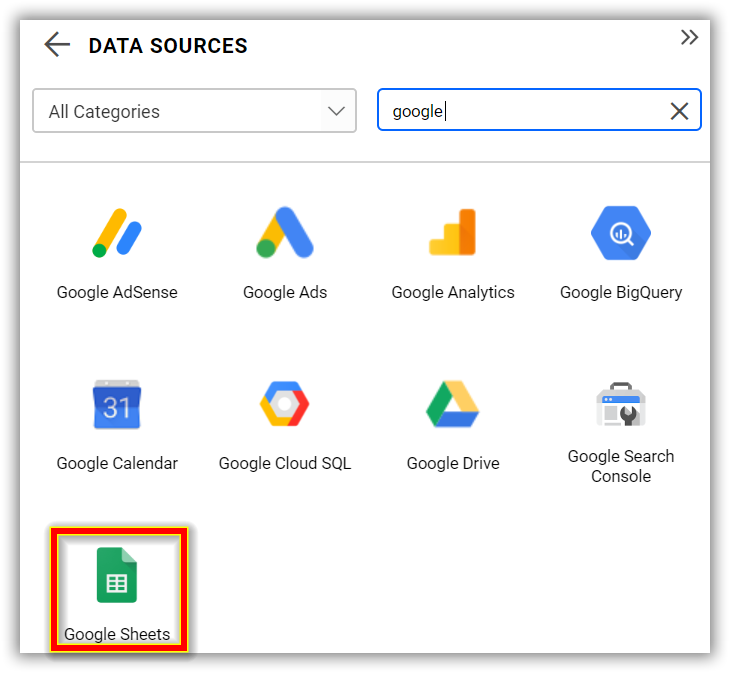 DATA SOURCES
All Categories
google
Google AdSense
Google Ads
Google Analytics
Google BigQuery
31
Google Calendar
Google Cloud SQL
Google Drive
Google Search
Console
Google Sheets